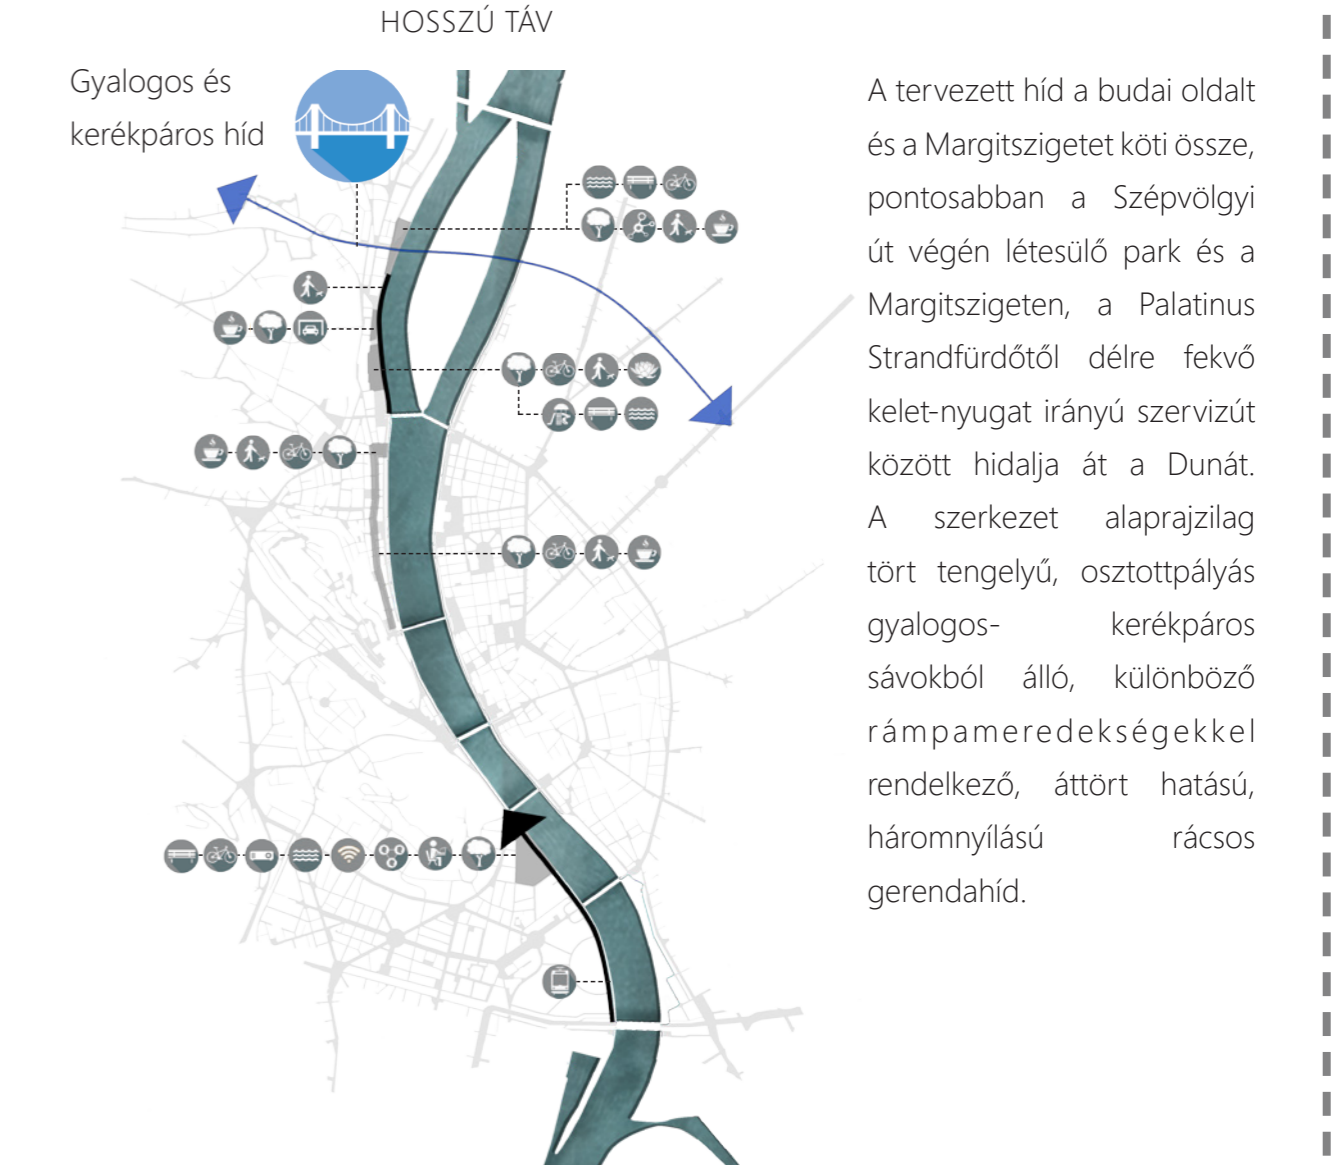 HOSSZÚ TÁV
Gyalogos és
kerékpáros híd
A tervezett híd a budai oldalt
és a Margitszigetet köti össze,
pontosabban a Szépvölgyi
út végén létesülő park és a
Margitszigeten, a Palatinus
Strandfürdőtől délre fekvő
kelet-nyugat irányú szervizút
között hidalja át a Dunát.
A szerkezet alaprajzilag
tört tengelyű, osztottpályás
gyalogos- kerékpáros
sávokból álló, különböző
rámpameredekségekkel
rendelkező, áttört hatású,
háromnyílású rácsos
gerendahíd.